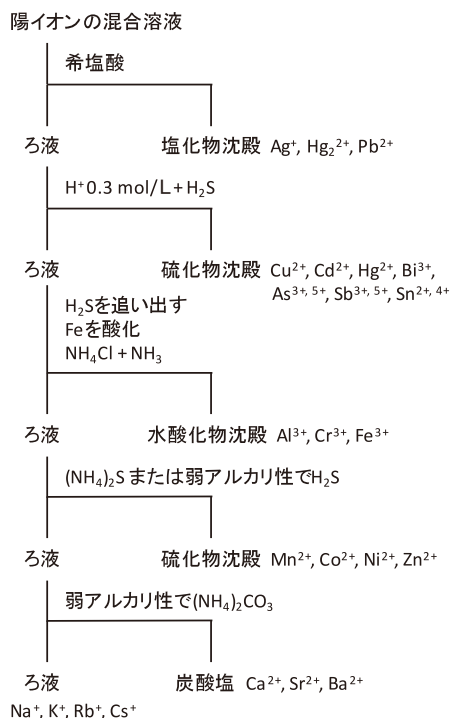 陽イオンの混合溶液
希塩酸
ろ液 塩化物沈殿 Ag⁺, Hg₂²⁺, Pb²⁺
H⁺0.3 mol/L+H₂S
ろ液 硫化物沈殿 Cu²⁺, Cd²⁺, Hg²⁺, Bi³⁺,
As³⁺,⁵⁺, Sb³⁺,⁵⁺, Sn²⁺,⁴⁺
H₂Sを追い出す
Feを酸化
NH₄Cl + NH₃
ろ液 水酸化物沈殿 Al³⁺, Cr³⁺, Fe³⁺
(NH₄)₂S または弱アルカリ性でH₂S
ろ液 硫化物沈殿 Mn²⁺, Co²⁺, Ni²⁺, Zn²⁺
弱アルカリ性で(NH₄)₂CO₃
ろ液 炭酸塩 Ca²⁺, Sr²⁺, Ba²⁺
Na⁺, K⁺, Rb⁺, Cs⁺